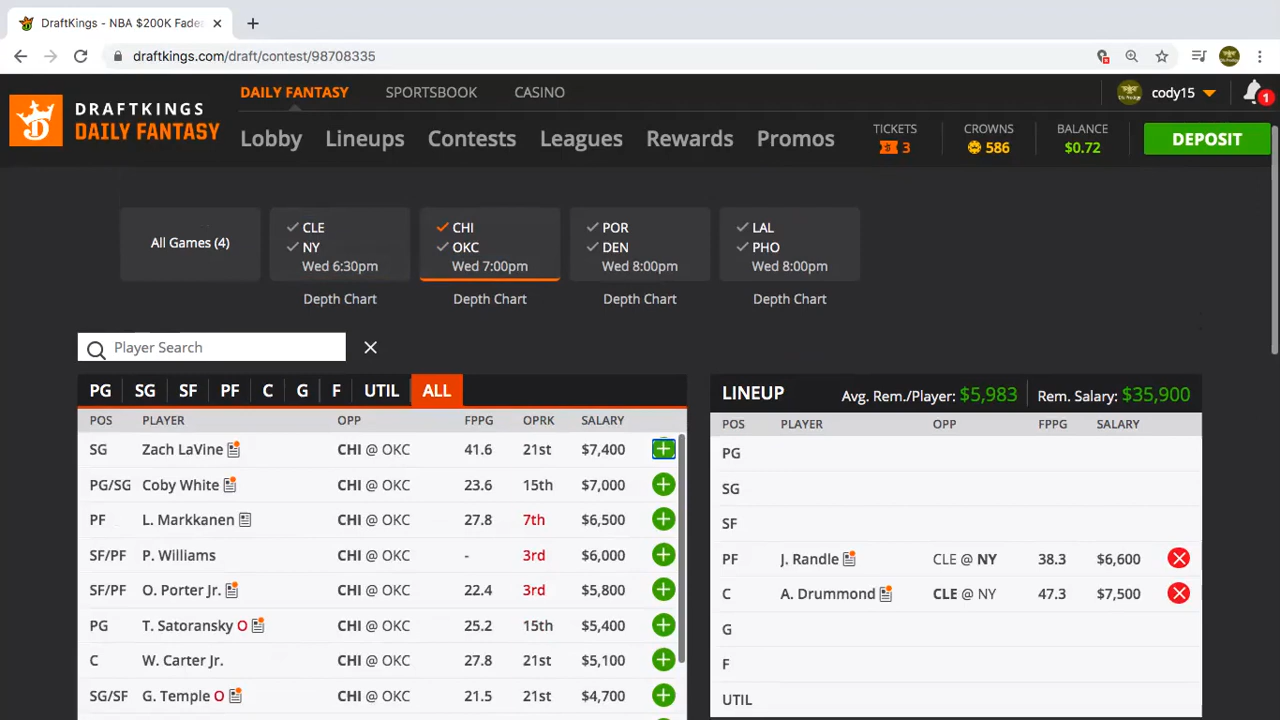 DraftKings - NBA $200K Fade
draftkings.com/draft/contest/98708335
DRAFTKINGS
DAILY FANTASY
DAILY FANTASY SPORTSBOOK CASINO
cody15
1
Lobby Lineups Contests Leagues Rewards Promos
TICKETS
3
CROWNS
586
BALANCE
$0.72
DEPOSIT
All Games (4)
CLE
NY
Wed 6:30pm
Depth Chart
CHI
OKC
Wed 7:00pm
Depth Chart
POR
DEN
Wed 8:00pm
Depth Chart
LAL
PHO
Wed 8:00pm
Depth Chart
Player Search
PG SG SF PF C G F UTIL ALL
POS PLAYER OPP FPPG OPRK SALARY
SG Zach LaVine CHI @ OKC 41.6 21st $7,400
PG/SG Coby White CHI @ OKC 23.6 15th $7,000
PF L. Markkanen CHI @ OKC 27.8 7th $6,500
SF/PF P. Williams CHI @ OKC - 3rd $6,000
SF/PF O. Porter Jr. CHI @ OKC 22.4 3rd $5,800
PG T. Satoransky O CHI @ OKC 25.2 15th $5,400
C W. Carter Jr. CHI @ OKC 27.8 21st $5,100
SG/SF G. Temple O CHI @ OKC 21.5 21st $4,700
LINEUP Avg. Rem./Player: $5,983 Rem. Salary: $35,900
POS PLAYER OPP FPPG SALARY
PG
SG
SF
PF J. Randle CLE @ NY 38.3 $6,600
C A. Drummond CLE @ NY 47.3 $7,500
G
F
UTIL